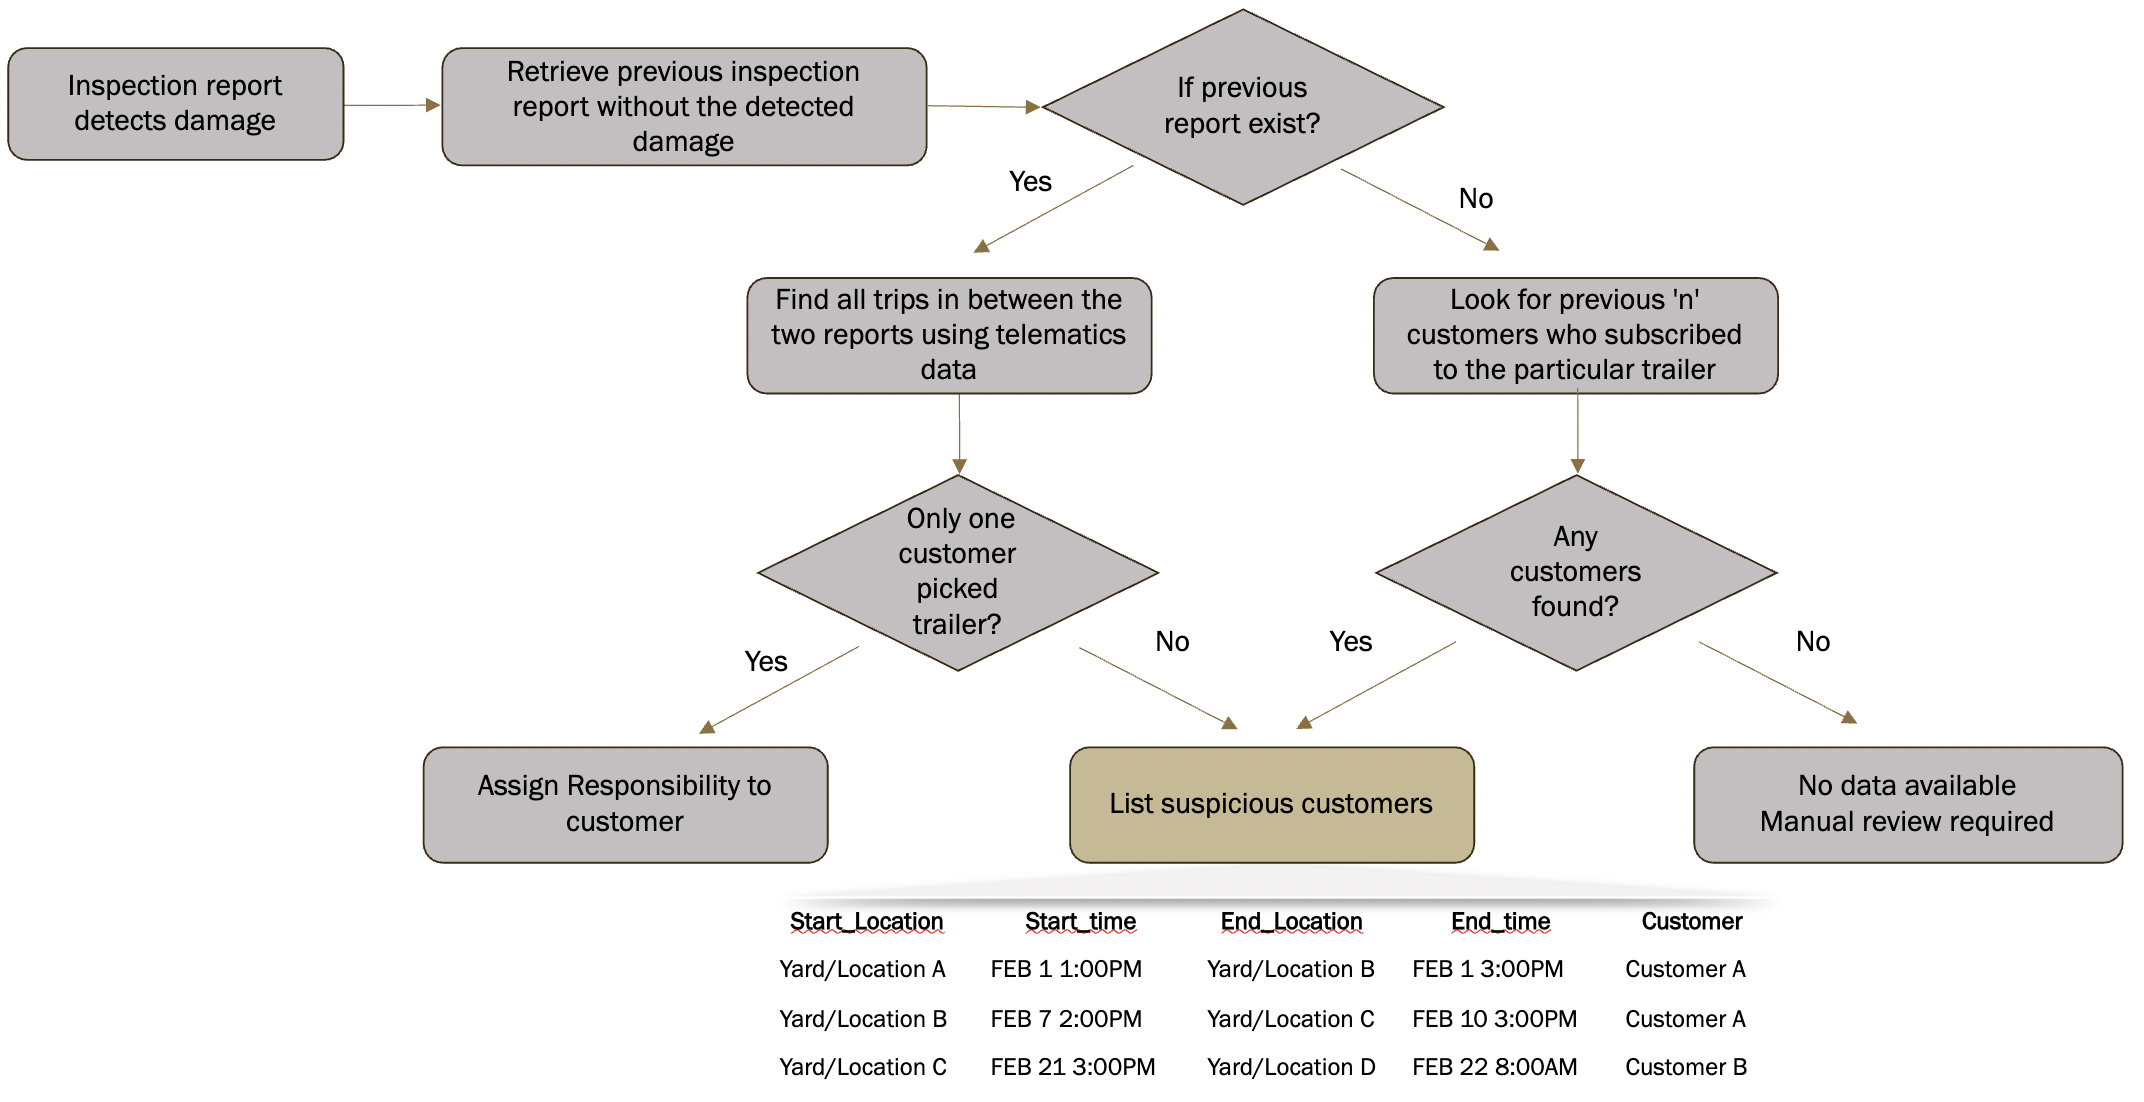 Inspection report
detects damage
Retrieve previous inspection
report without the detected
damage
If previous
report exist?
Yes
No
Find all trips in between the
two reports using telematics
data
Look for previous 'n'
customers who subscribed
to the particular trailer
Only one
customer
picked
trailer?
Any
customers
found?
Yes
No
Yes
No
Assign Responsibility to
customer
List suspicious customers
No data available
Manual review required
Start_Location Start_time End_Location End_time Customer
Yard/Location A FEB 1 1:00PM Yard/Location B FEB 1 3:00PM Customer A
Yard/Location B FEB 7 2:00PM Yard/Location C FEB 10 3:00PM Customer A
Yard/Location C FEB 21 3:00PM Yard/Location D FEB 22 8:00AM Customer B